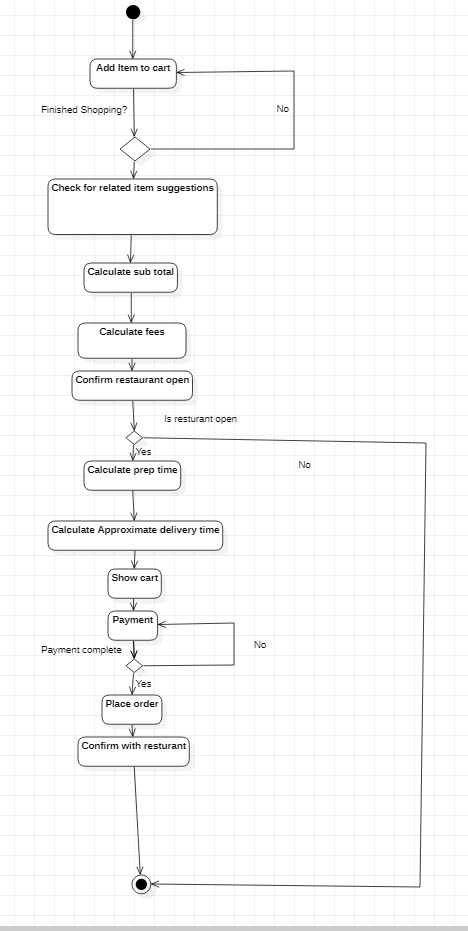 Add Item to cart
Finished Shopping?
No
Check for related item suggestions
Calculate sub total
Calculate fees
Confirm restaurant open
Is resturant open
Yes
No
Calculate prep time
Calculate Approximate delivery time
Show cart
Payment
Payment complete
No
Yes
Place order
Confirm with resturant